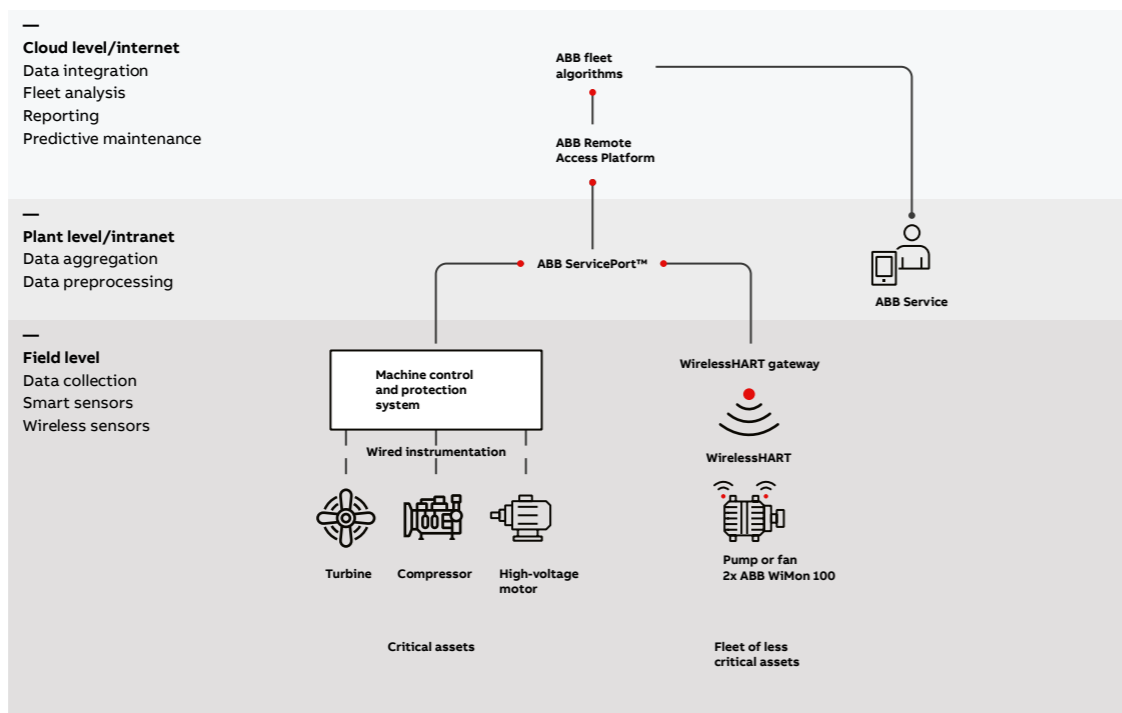 Cloud level/internet
Data integration
Fleet analysis
Reporting
Predictive maintenance
ABB fleet
algorithms
ABB Remote
Access Platform
Plant level/intranet
Data aggregation
Data preprocessing
ABB ServicePort™
ABB Service
Field level
Data collection
Smart sensors
Wireless sensors
Machine control
and protection
system
Wired instrumentation
Turbine
Compressor
High-voltage
motor
Critical assets
WirelessHART gateway
WirelessHART
Pump or fan
2x ABB WiMon 100
Fleet of less
critical assets